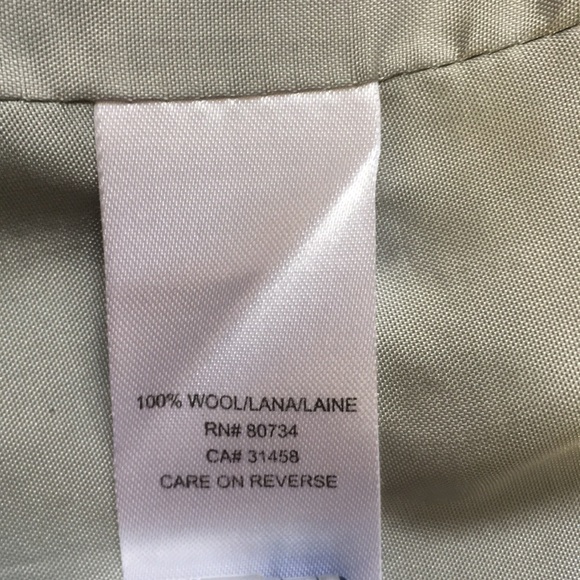 100% WOOL/LANA/LAINE
RN# 80734
CA# 31458
CARE ON REVERSE